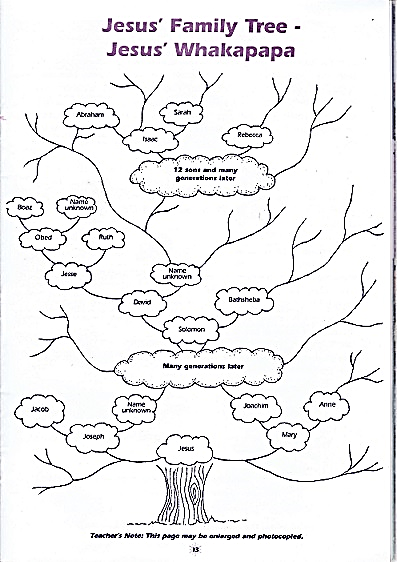 Jesus' Family Tree -
Jesus' Whakapapa
Abraham
Sarah
Isaac
Rebecca
12 sons and many
generations later
Boaz
Name
unknown
Obed
Ruth
Jesse
Name
unknown
David
Bathsheba
Solomon
Many generations later
Jacob
Name
unknown
Joachim
Anne
Joseph
Mary
Jesus
Teacher's Note: This page may be enlarged and photocopied.
13